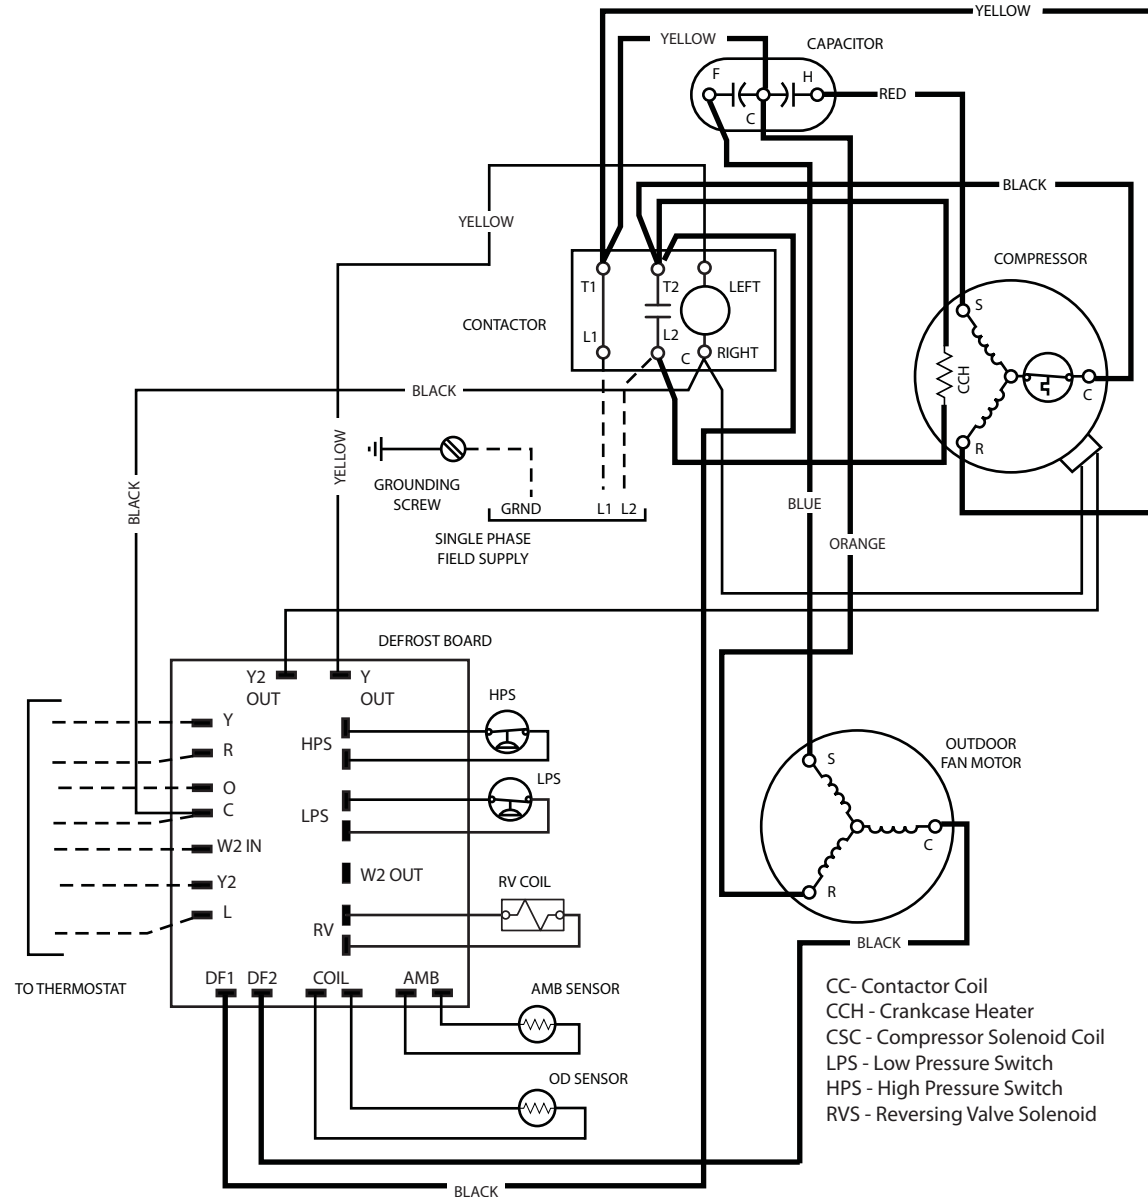 YELLOW
YELLOW
CAPACITOR
F
H
C
RED
BLACK
YELLOW
COMPRESSOR
T1
T2
LEFT
S
CONTACTOR
L1
L2
C
RIGHT
CCH
C
BLACK
R
YELLOW
BLACK
GROUNDING
SCREW
GRND
L1
L2
SINGLE PHASE
FIELD SUPPLY
BLUE
ORANGE
DEFROST BOARD
Y2
OUT
Y
OUT
HPS
Y
R
HPS
O
C
LPS
LPS
W2 IN
W2 OUT
Y2
RV COIL
L
RV
TO THERMOSTAT
DF1
DF2
COIL
AMB
AMB SENSOR
OD SENSOR
BLACK
OUTDOOR
FAN MOTOR
S
C
R
BLACK
CC- Contactor Coil
CCH - Crankcase Heater
CSC - Compressor Solenoid Coil
LPS - Low Pressure Switch
HPS - High Pressure Switch
RVS - Reversing Valve Solenoid